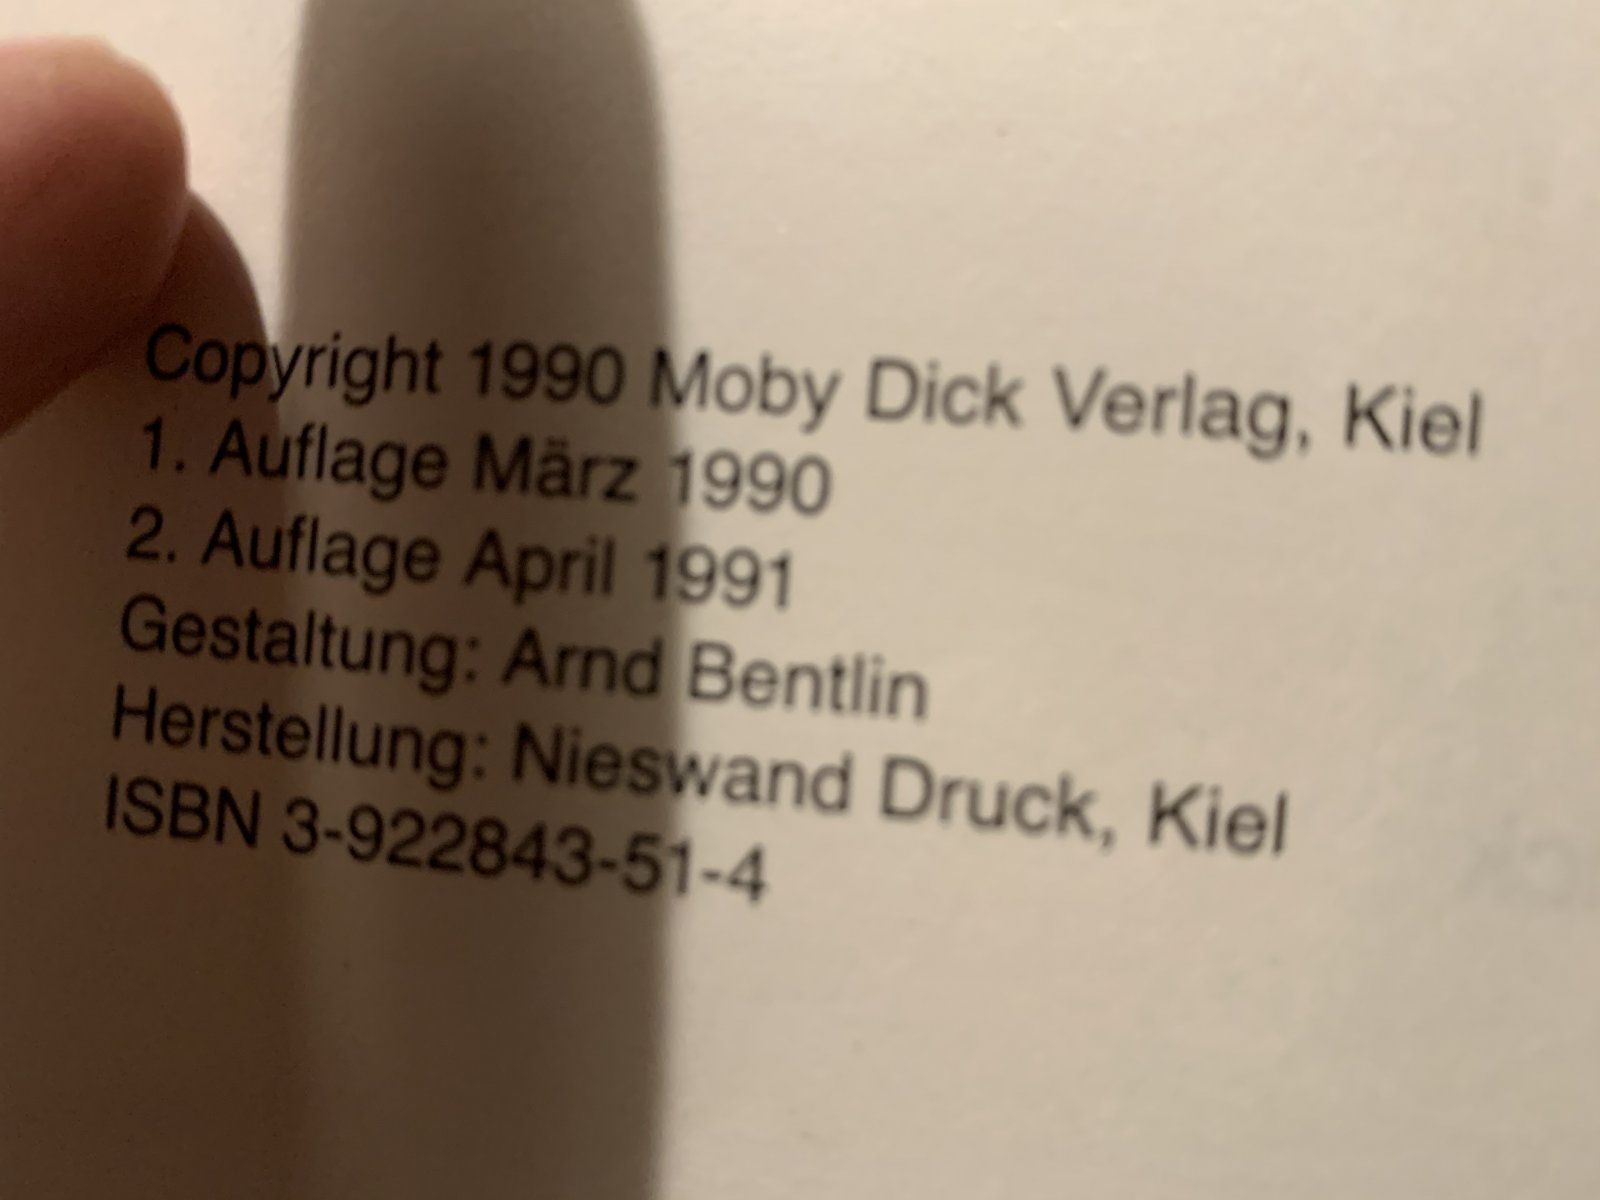 Copyright 1990 Moby Dick Verlag, Kiel
1. Auflage März 1990
2. Auflage April 1991
Gestaltung: Arnd Bentlin
Herstellung: Nieswand Druck, Kiel
ISBN 3-922843-51-4